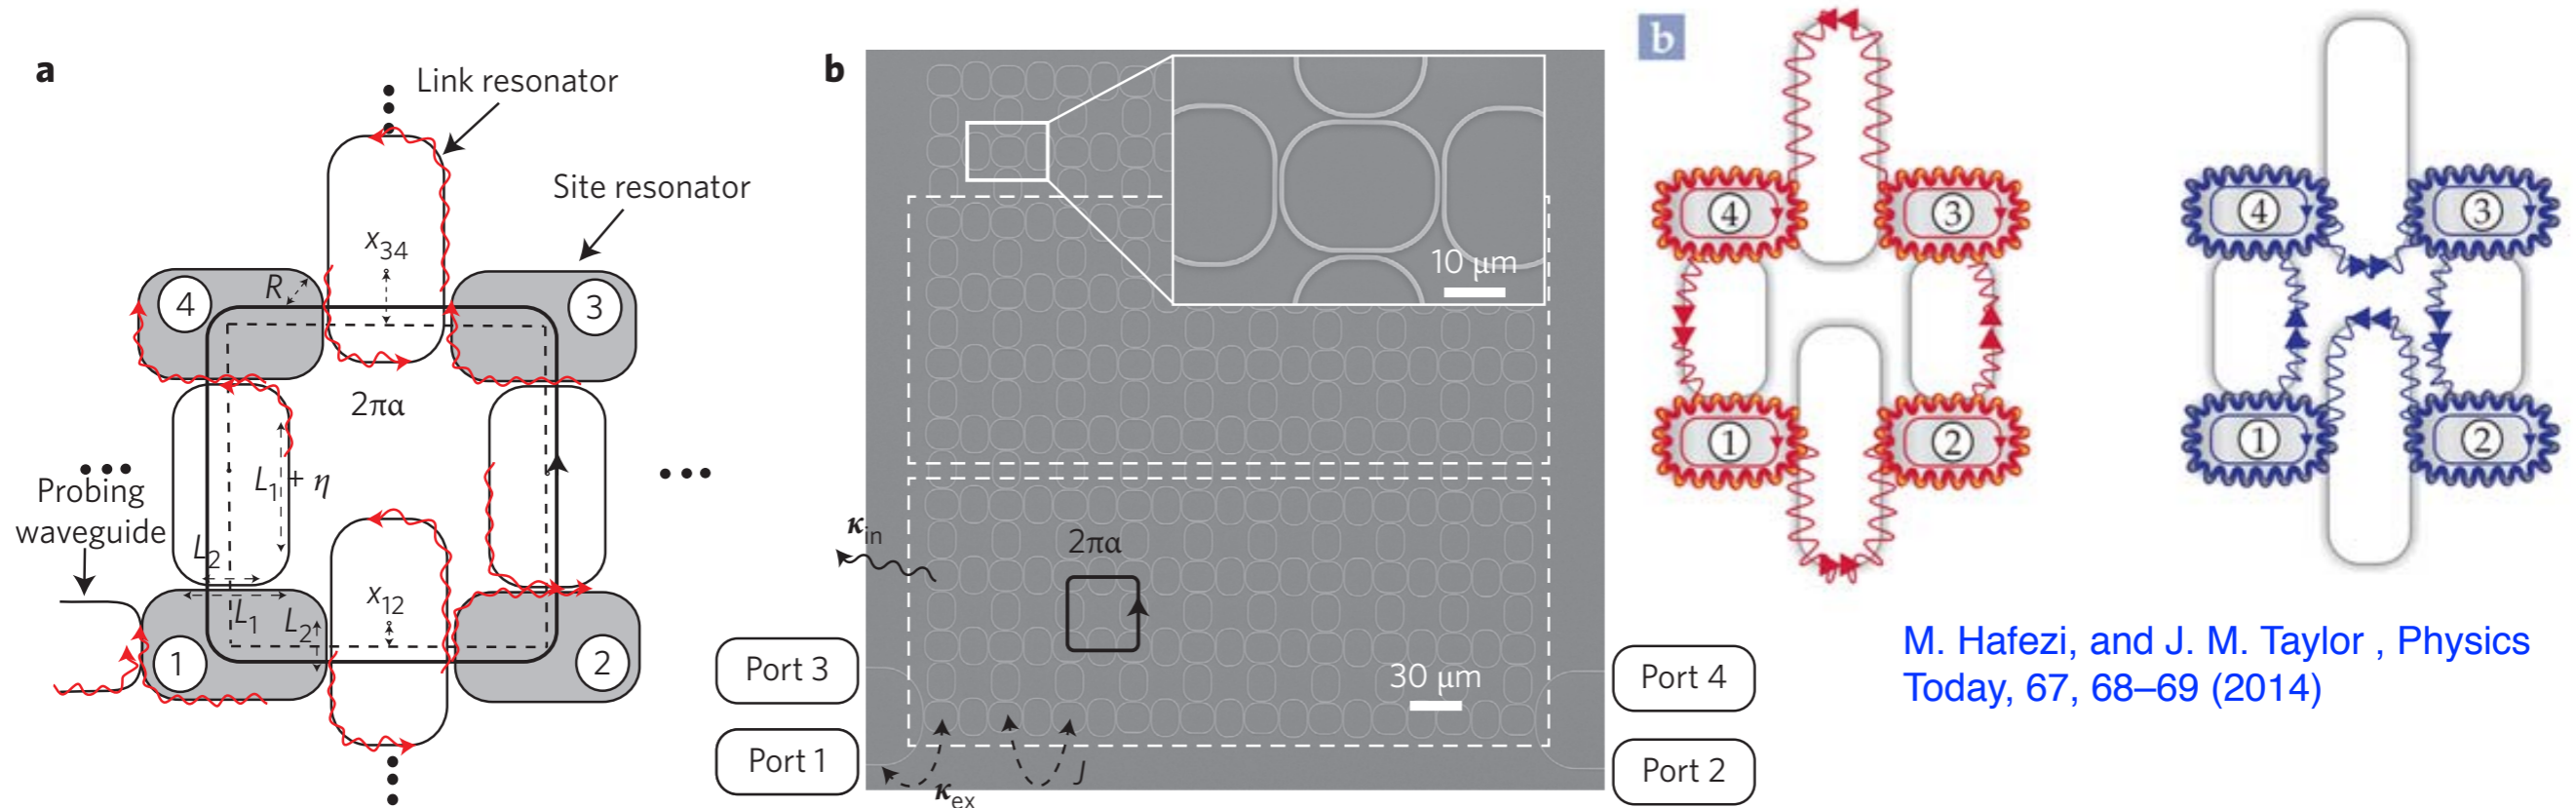 a
Link resonator
Site resonator
x34
R
4
3
2πα
L1 + η
Probing
waveguide
L2
L1
L2
x12
1
2
b
10 µm
κin
2πα
30 µm
Port 3
Port 1
κex
J
Port 4
Port 2
b
4
3
1
2
4
3
1
2
M. Hafezi, and J. M. Taylor , Physics
Today, 67, 68–69 (2014)